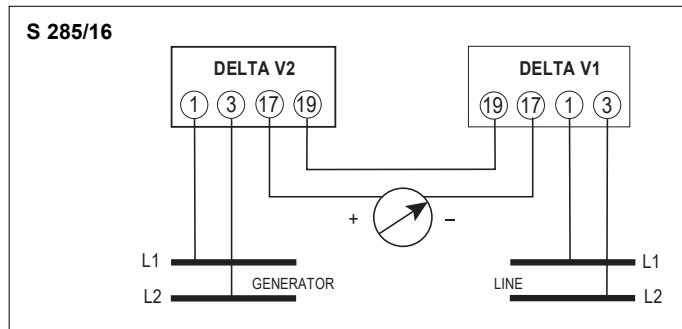 S 285/16
DELTA V2 DELTA V1
1 3 17 19 19 17 1 3
+ –
L1 L1
GENERATOR LINE
L2 L2